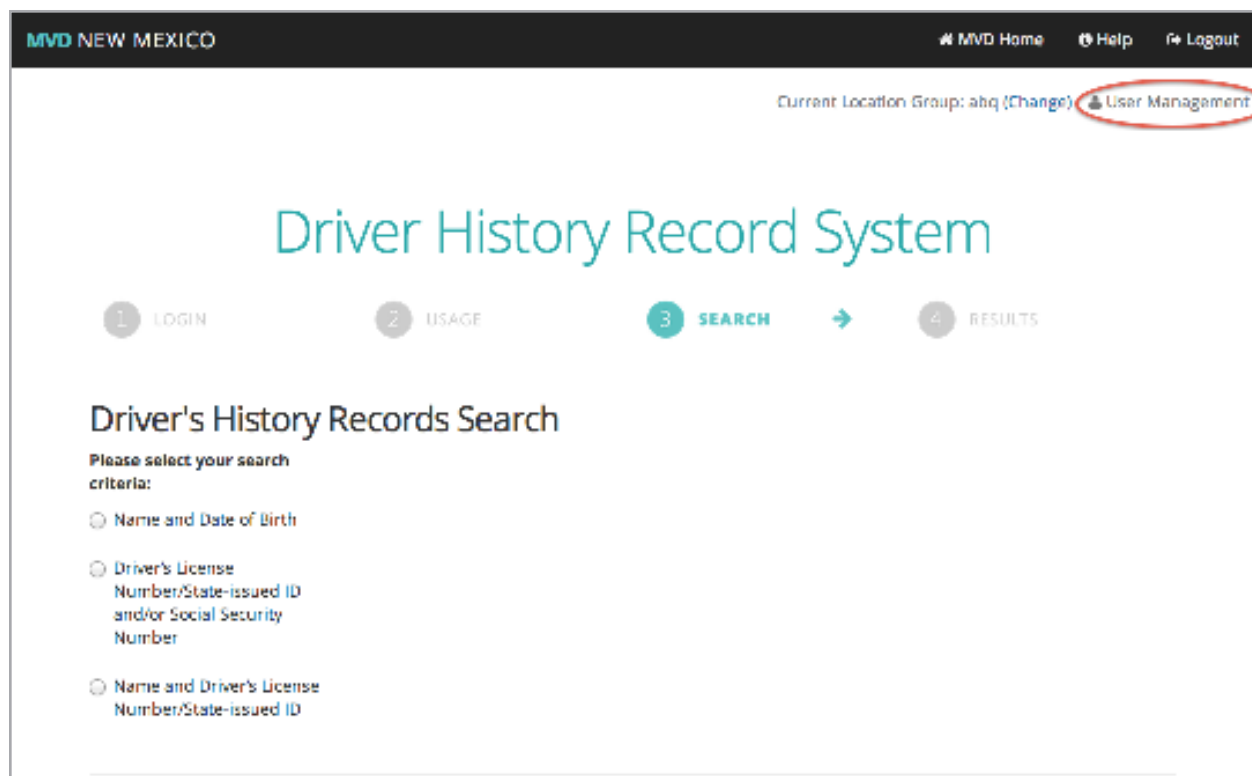 MVD NEW MEXICO MVD Home Help Logout
Current Location Group: abq (Change) User Management
Driver History Record System
1 LOGIN 2 USAGE 3 SEARCH 4 RESULTS
Driver's History Records Search
Please select your search
criteria:
Name and Date of Birth
Driver's License
Number/State-issued ID
and/or Social Security
Number
Name and Driver's License
Number/State-issued ID